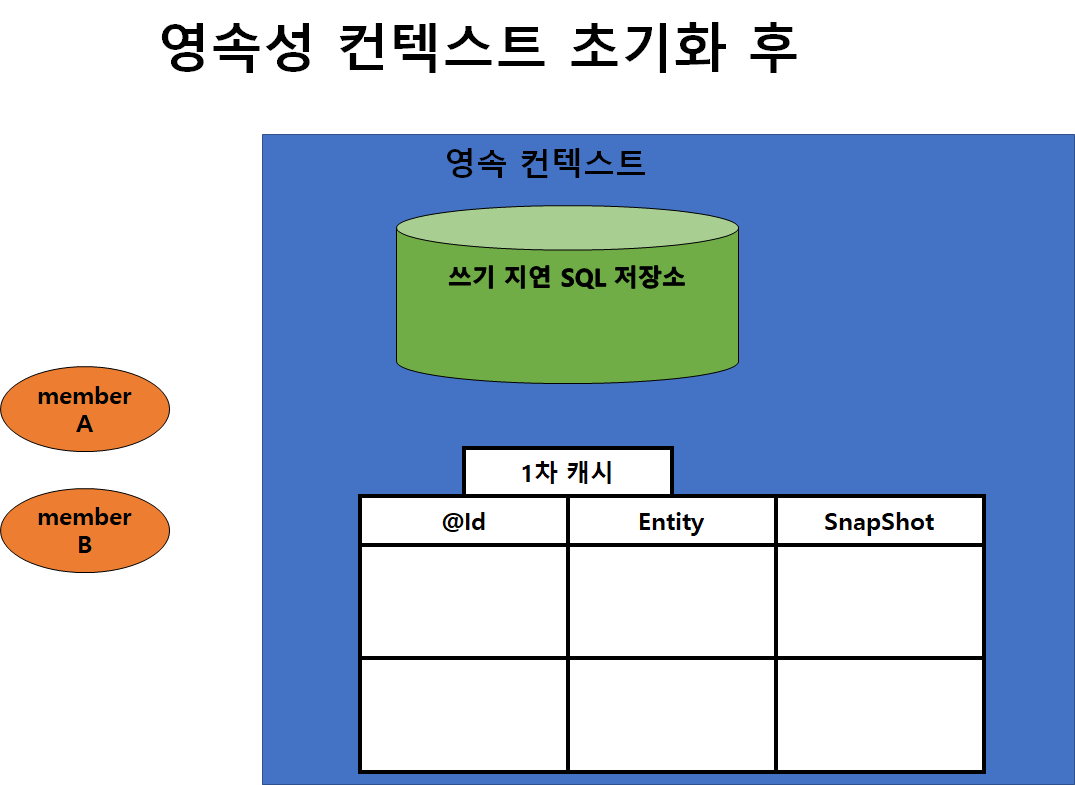 영속성 컨텍스트 초기화 후
영속 컨텍스트
쓰기 지연 SQL 저장소
member
A
member
B
1차 캐시
@Id
Entity
SnapShot